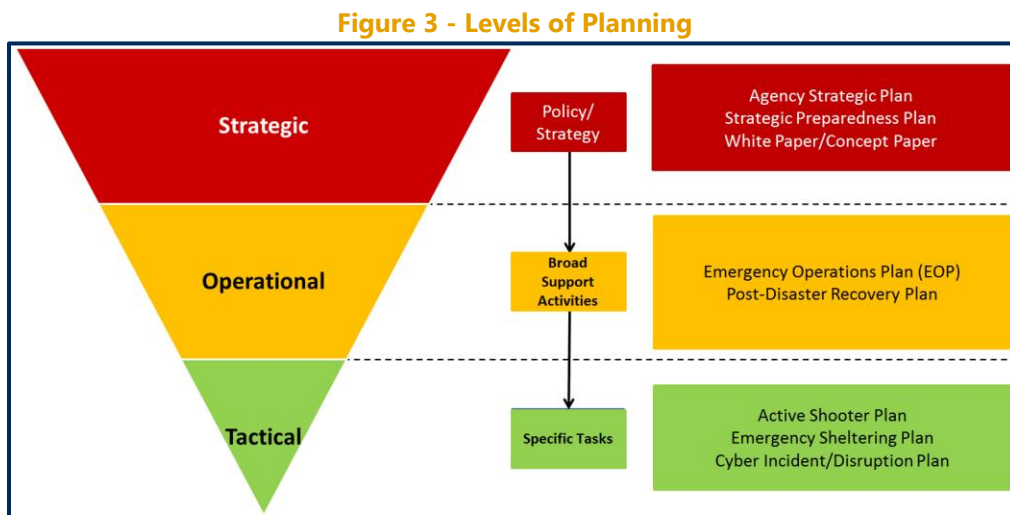 Figure 3 - Levels of Planning
Strategic
Policy/
Strategy
Agency Strategic Plan
Strategic Preparedness Plan
White Paper/Concept Paper
Operational
Broad
Support
Activities
Emergency Operations Plan (EOP)
Post-Disaster Recovery Plan
Tactical
Specific Tasks
Active Shooter Plan
Emergency Sheltering Plan
Cyber Incident/Disruption Plan